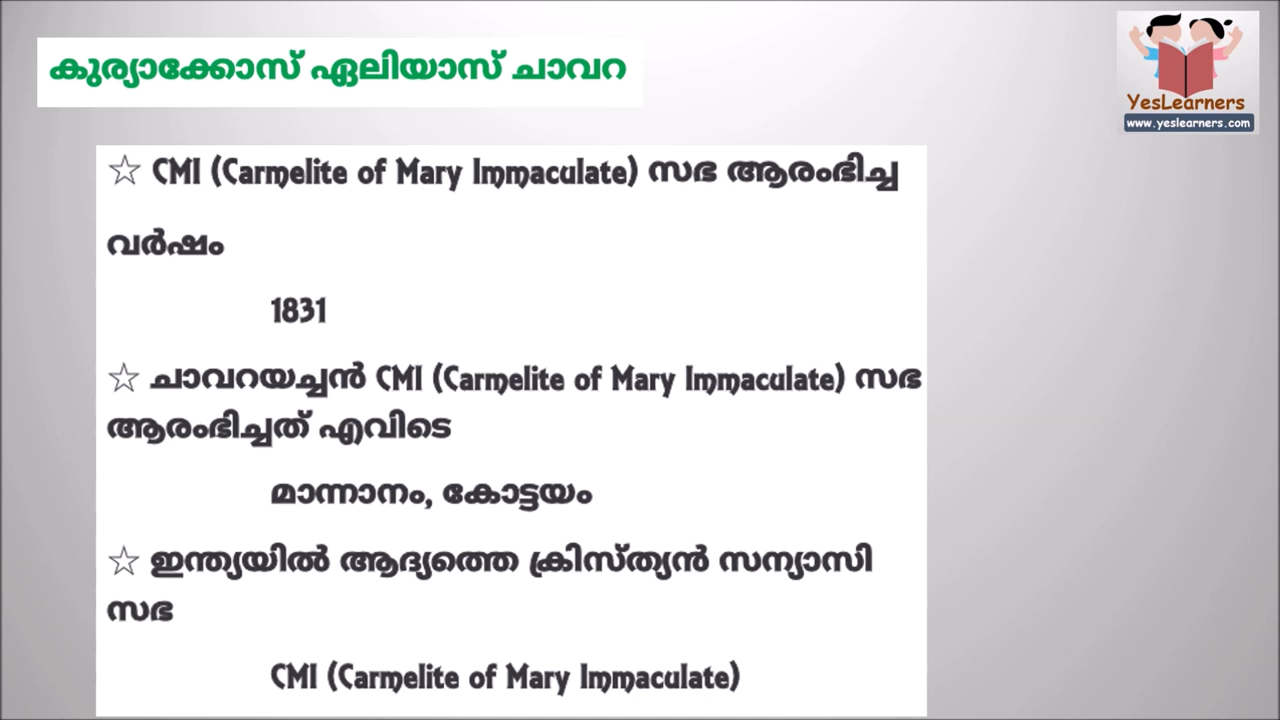 കുര്യാക്കോസ് ഏലിയാസ് ചാവറ
YesLearners
www.yeslearners.com
☆ CMI (Carmelite of Mary Immaculate) സഭ ആരംഭിച്ച
വർഷം
1831
☆ ചാവറയച്ചൻ CMI (Carmelite of Mary Immaculate) സഭ
ആരംഭിച്ചത് എവിടെ
മാന്നാനം, കോട്ടയം
☆ ഇന്ത്യയിൽ ആദ്യത്തെ ക്രിസ്ത്യൻ സന്യാസി
സഭ
CMI (Carmelite of Mary Immaculate)